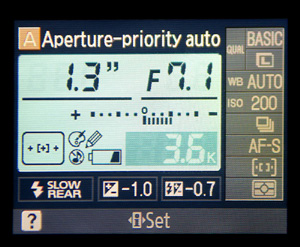 A Aperture-priority auto
1.3" F7.1
+ 0 -
3.6K
SLOW
REAR
-1.0
-0.7
QUAL BASIC
L
WB AUTO
ISO 200
AF-S
? Set